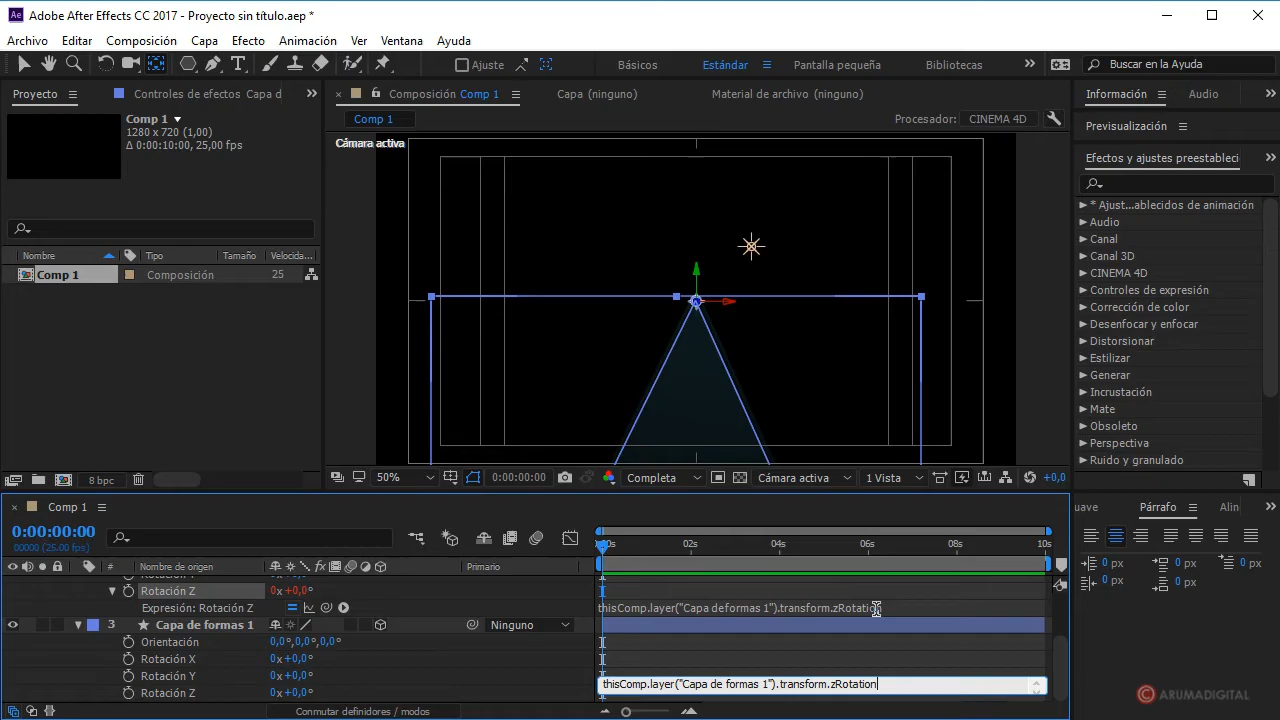 Adobe After Effects CC 2017 - Proyecto sin título.aep *
Archivo Editar Composición Capa Efecto Animación Ver Ventana Ayuda
Ajuste Básicos Estándar Pantalla pequeña Bibliotecas Buscar en la Ayuda
Proyecto Controles de efectos Capa d
Composición Comp 1 Capa (ninguno) Material de archivo (ninguno)
Información Audio
Comp 1
1280 x 720 (1,00)
Δ 0:00:10:00, 25,00 fps
Comp 1 Procesador: CINEMA 4D
Previsualización
Cámara activa
Efectos y ajustes preestableci
* Ajust...ablecidos de animación
Audio
Canal
Canal 3D
CINEMA 4D
Controles de expresión
Corrección de color
Desenfocar y enfocar
Distorsionar
Estilizar
Generar
Incrustación
Mate
Obsoleto
Perspectiva
Ruido y granulado
Nombre Tipo Tamaño Velocida...
Comp 1 Composición 25
8 bpc
50% 0:00:00:00 Completa Cámara activa 1 Vista +0,0
Comp 1
uave Párrafo Alin
0 px 0 px 0 px
0 px 0 px
0:00:00:00
00000 (25.00 fps)
# Nombre de origen Primario
00s 02s 04s 06s 08s 10s
Rotación Z 0x+0,0°
Expresión: Rotación Z thisComp.layer("Capa deformas 1").transform.zRotation
3 Capa de formas 1 Ninguno
Orientación 0,0°,0,0°,0,0°
Rotación X 0x+0,0°
Rotación Y 0x+0,0°
thisComp.layer("Capa de formas 1").transform.zRotation
Rotación Z 0x+0,0°
Conmutar definidores / modos
ARUMADIGITAL